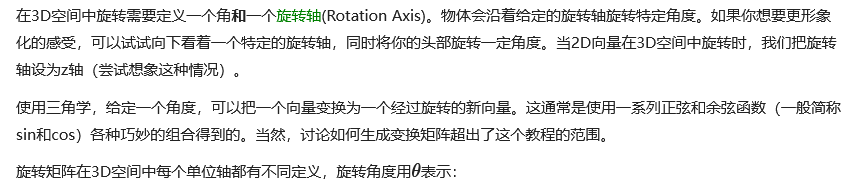 在3D空间中旋转需要定义一个角和一个旋转轴(Rotation Axis)。物体会沿着给定的旋转轴旋转特定角度。如果你想要更形象
化的感受，可以试试向下看着一个特定的旋转轴，同时将你的头部旋转一定角度。当2D向量在3D空间中旋转时，我们把旋转
轴设为z轴（尝试想象这种情况）。
使用三角学，给定一个角度，可以把一个向量变换为一个经过旋转的新向量。这通常是使用一系列正弦和余弦函数（一般简称
sin和cos）各种巧妙的组合得到的。当然，讨论如何生成变换矩阵超出了这个教程的范围。
旋转矩阵在3D空间中每个单位轴都有不同定义，旋转角度用θ表示：